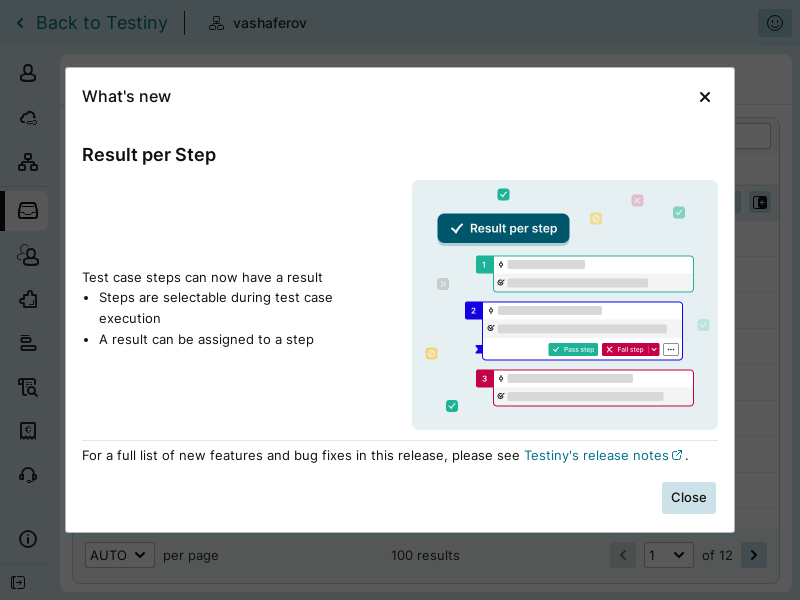 Back to Testiny
vashaferov
What's new
Result per Step
Test case steps can now have a result
Steps are selectable during test case
execution
A result can be assigned to a step
Result per step
1
2
Pass step
Fail step
3
For a full list of new features and bug fixes in this release, please see Testiny's release notes.
Close
AUTO
per page
100 results
1
of 12